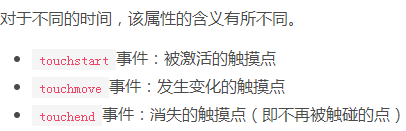 对于不同的时间，该属性的含义有所不同。
touchstart 事件：被激活的触摸点
touchmove 事件：发生变化的触摸点
touchend 事件：消失的触摸点（即不再被触碰的点）